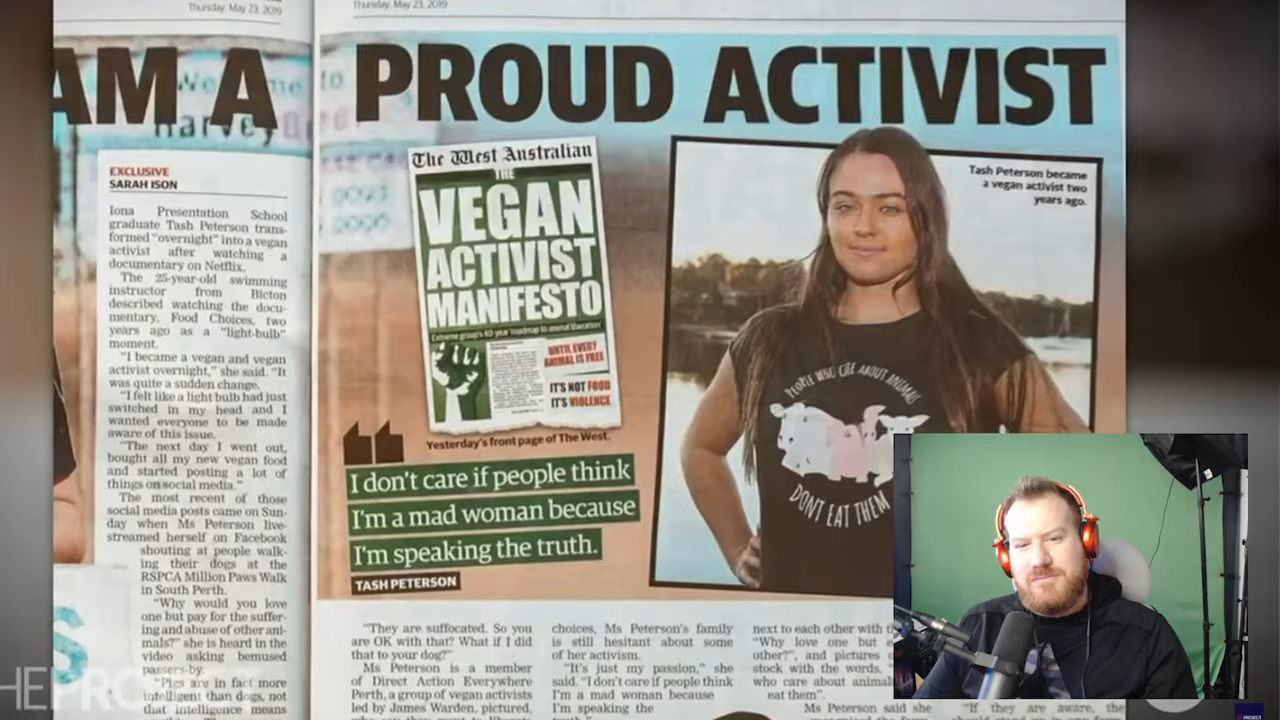 Thursday, May 23, 2019
Thursday, May 23, 2019
AM A PROUD ACTIVIST
EXCLUSIVE
SARAH ISON
Iona Presentation School
graduate Tash Peterson trans-
formed "overnight" into a vegan
activist after watching a
documentary on Netflix.
The 25-year-old swimming
instructor from Bicton
described watching the docu-
mentary, Food Choices, two
years ago as a "light-bulb"
moment.
"I became a vegan and vegan
activist overnight," she said. "It
was quite a sudden change.
"I felt like a light bulb had just
switched in my head and I
wanted everyone to be made
aware of this issue.
"The next day I went out,
bought all my new vegan food
and started posting a lot of
things on social media."
The most recent of those
social media posts came on Sun-
day when Ms Peterson live-
streamed herself on Facebook
shouting at people walk-
ing their dogs at the
RSPCA Million Paws Walk
in South Perth.
"Why would you love
one but pay for the suffer-
ing and abuse of other ani-
mals?" she is heard in the
video asking bemused
passers-by.
"Pigs are in fact more
intelligent than dogs, not
that intelligence means
The West Australian
THE
VEGAN
ACTIVIST
MANIFESTO
Extreme group's 40-year 'roadmap to animal liberation'
UNTIL EVERY
ANIMAL IS FREE
IT'S NOT FOOD
IT'S VIOLENCE
Yesterday's front page of The West.
I don't care if people think
I'm a mad woman because
I'm speaking the truth.
TASH PETERSON
Tash Peterson became
a vegan activist two
years ago.
PEOPLE WHO CARE ABOUT ANIMALS
DON'T EAT THEM
"They are suffocated. So you
are OK with that? What if I did
that to your dog?"
Ms Peterson is a member
of Direct Action Everywhere
Perth, a group of vegan activists
led by James Warden, pictured,
choices, Ms Peterson's family
is still hesitant about some
of her activism.
"It's just my passion," she
said. "I don't care if people think
I'm a mad woman because
I'm speaking the
next to each other with
"Why love one but
other?", and pictures
stock with the words,
who care about animal
eat them".
Ms Peterson said she
"If they are aware, the